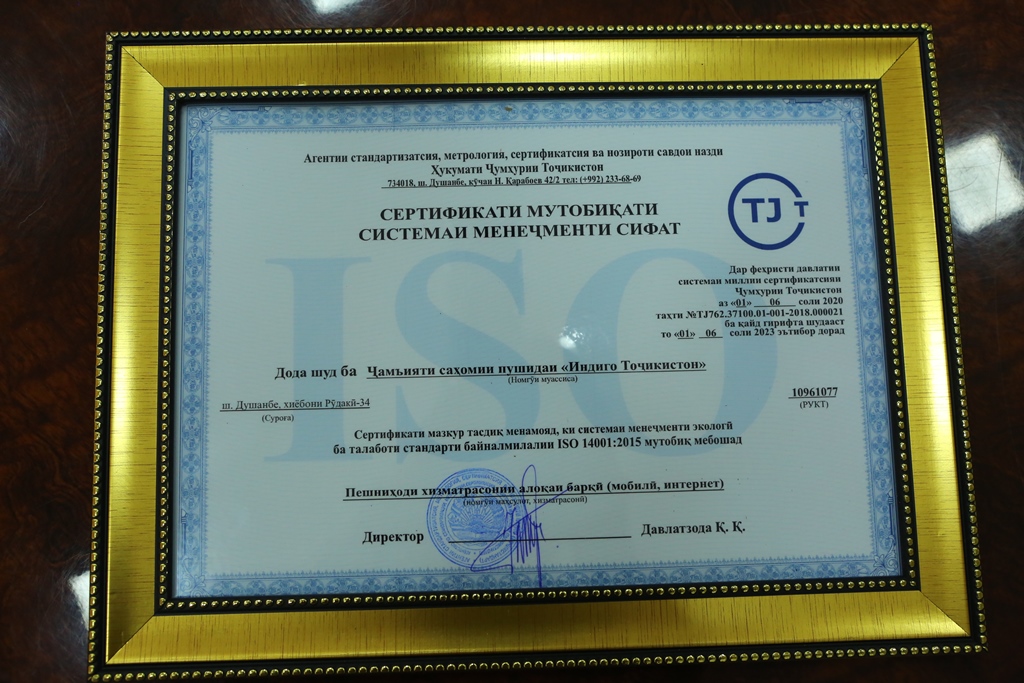 Агентии стандартизатсия, метрология, сертификатсия ва нозироти савдои назди
Ҳукумати Ҷумҳурии Тоҷикистон
734018, ш. Душанбе, кӯчаи Н. Қарабоев 42/2 тел: (+992) 233-68-69
СЕРТИФИКАТИ МУТОБИҚАТИ
СИСТЕМАИ МЕНЕҶМЕНТИ СИФАТ
TJ T
ISO
Дар феҳристи давлатии
системаи миллии сертификатсияи
Ҷумҳурии Тоҷикистон
аз «01» 06 соли 2020
таҳти №TJ762.37100.01-001-2018.000021
ба қайд гирифта шудааст
то «01» 06 соли 2023 эътибор дорад
Дода шуд ба Ҷамъияти саҳомии пушидаи «Индиго Тоҷикистон»
(Номгӯи муассиса)
ш. Душанбе, хиёбони Рӯдакӣ-34
(Суроға)
10961077
(РУКТ)
Сертификати мазкур тасдиқ менамояд, ки системаи менеҷменти экологӣ
ба талаботи стандарти байналмилалии ISO 14001:2015 мутобиқ мебошад
Пешниҳоди хизматрасонии алоқаи барқӣ (мобилӣ, интернет)
(номгӯи маҳсулот, хизматрасонӣ)
Директор Давлатзода Қ. Қ.